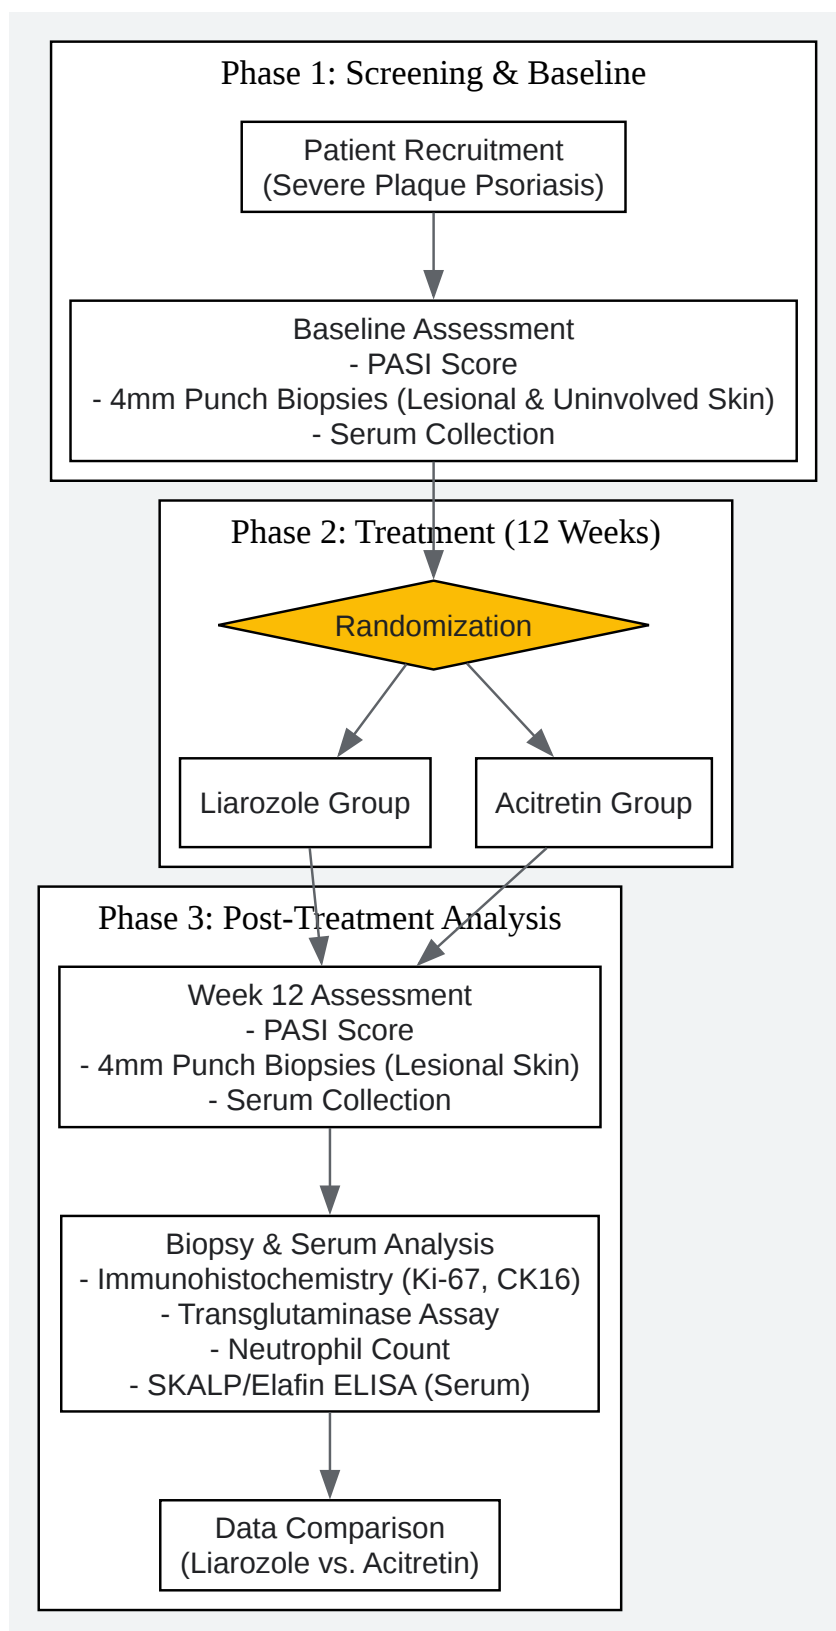 Phase 1: Screening & Baseline
Patient Recruitment
(Severe Plaque Psoriasis)
Baseline Assessment
- PASI Score
- 4mm Punch Biopsies (Lesional & Uninvolved Skin)
- Serum Collection
Phase 2: Treatment (12 Weeks)
Randomization
Liarozole Group
Acitretin Group
Phase 3: Post-Treatment Analysis
Week 12 Assessment
- PASI Score
- 4mm Punch Biopsies (Lesional Skin)
- Serum Collection
Biopsy & Serum Analysis
- Immunohistochemistry (Ki-67, CK16)
- Transglutaminase Assay
- Neutrophil Count
- SKALP/Elafin ELISA (Serum)
Data Comparison
(Liarozole vs. Acitretin)